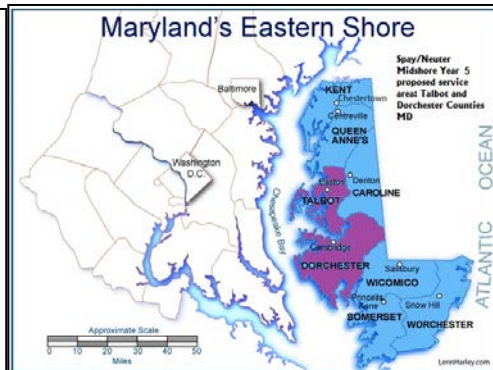 Maryland's Eastern Shore
Spay/Neuter
Midshore Year 5
proposed service
area: Talbot and
Dorchester Counties
MD
Baltimore
KENT
Chestertown
Centreville
QUEEN
ANNE'S
Washington
D.C.
Easton
Denton
TALBOT
CAROLINE
Chesapeake Bay
ATLANTIC OCEAN
Cambridge
DORCHESTER
Salisbury
WICOMICO
Princess
Anne
Snow Hill
SOMERSET
WORCHESTER
Approximate Scale
0 10 20 30 40 50
Miles
LennHarley.com